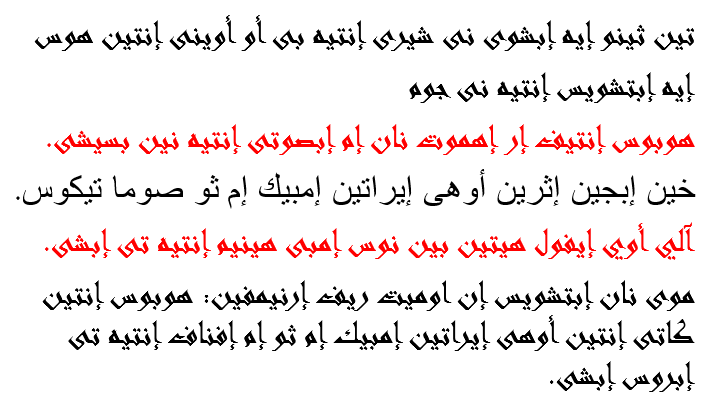 تين ثينو إيه إبشوى نى شيرى إنتيه بى أو أوينى إنتين هوس
إيه إبتشويس إنتيه نى جوم
هوبوس إنتيف إر إهموت نان إم إبصوتى إنتيه نين بسيشى.
خين إبجين إثرين أوهى إيراتين إمبيك إم ثو صوما تيكوس.
آلي أوي إيفول هيتين بين نوس إمبى هينيم إنتيه تى إبشى.
موى نان إبتشويس إن اوميت ريف إرنيمفين: هوبوس إنتين
كاتى إنتين أوهى إيراتين إمبيك إم ثو إم إفناف إنتيه تى
إبروس إبشى.